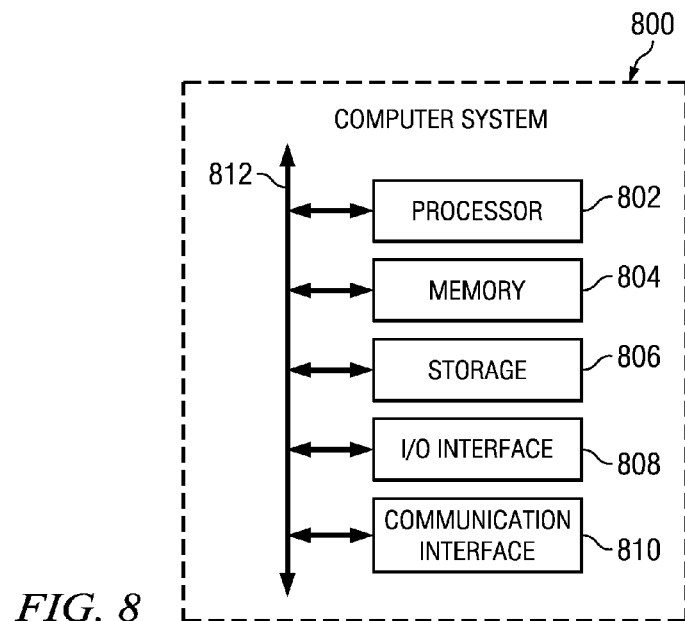 800
COMPUTER SYSTEM
812
PROCESSOR
802
MEMORY
804
STORAGE
806
I/O INTERFACE
808
COMMUNICATION
INTERFACE
810
FIG. 8